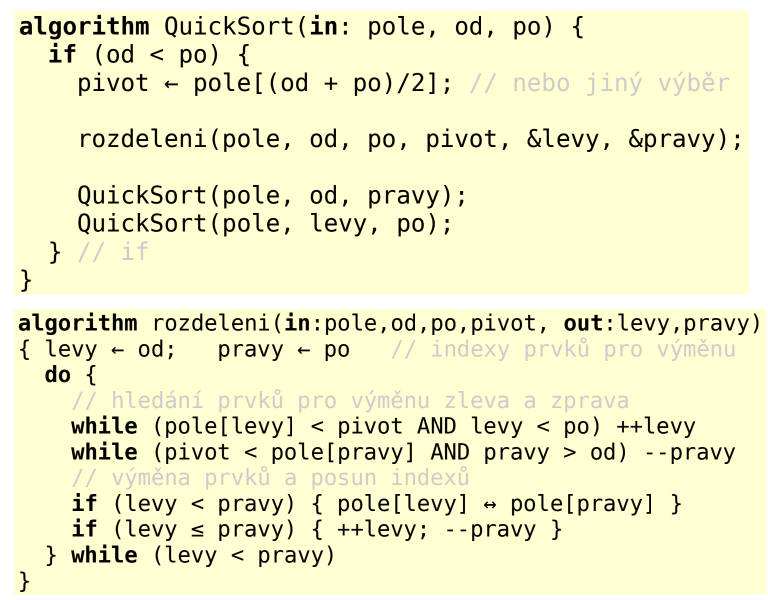 algorithm QuickSort(in: pole, od, po) {
if (od < po) {
pivot ← pole[(od + po)/2]; // nebo jiný výběr
rozdeleni(pole, od, po, pivot, &levy, &pravy);
QuickSort(pole, od, pravy);
QuickSort(pole, levy, po);
} // if
}
algorithm rozdeleni(in:pole,od,po,pivot, out:levy,pravy)
{ levy ← od; pravy ← po // indexy prvků pro výměnu
do {
// hledání prvků pro výměnu zleva a zprava
while (pole[levy] < pivot AND levy < po) ++levy
while (pivot < pole[pravy] AND pravy > od) --pravy
// výměna prvků a posun indexů
if (levy < pravy) { pole[levy] ↔ pole[pravy] }
if (levy ≤ pravy) { ++levy; --pravy }
} while (levy < pravy)
}